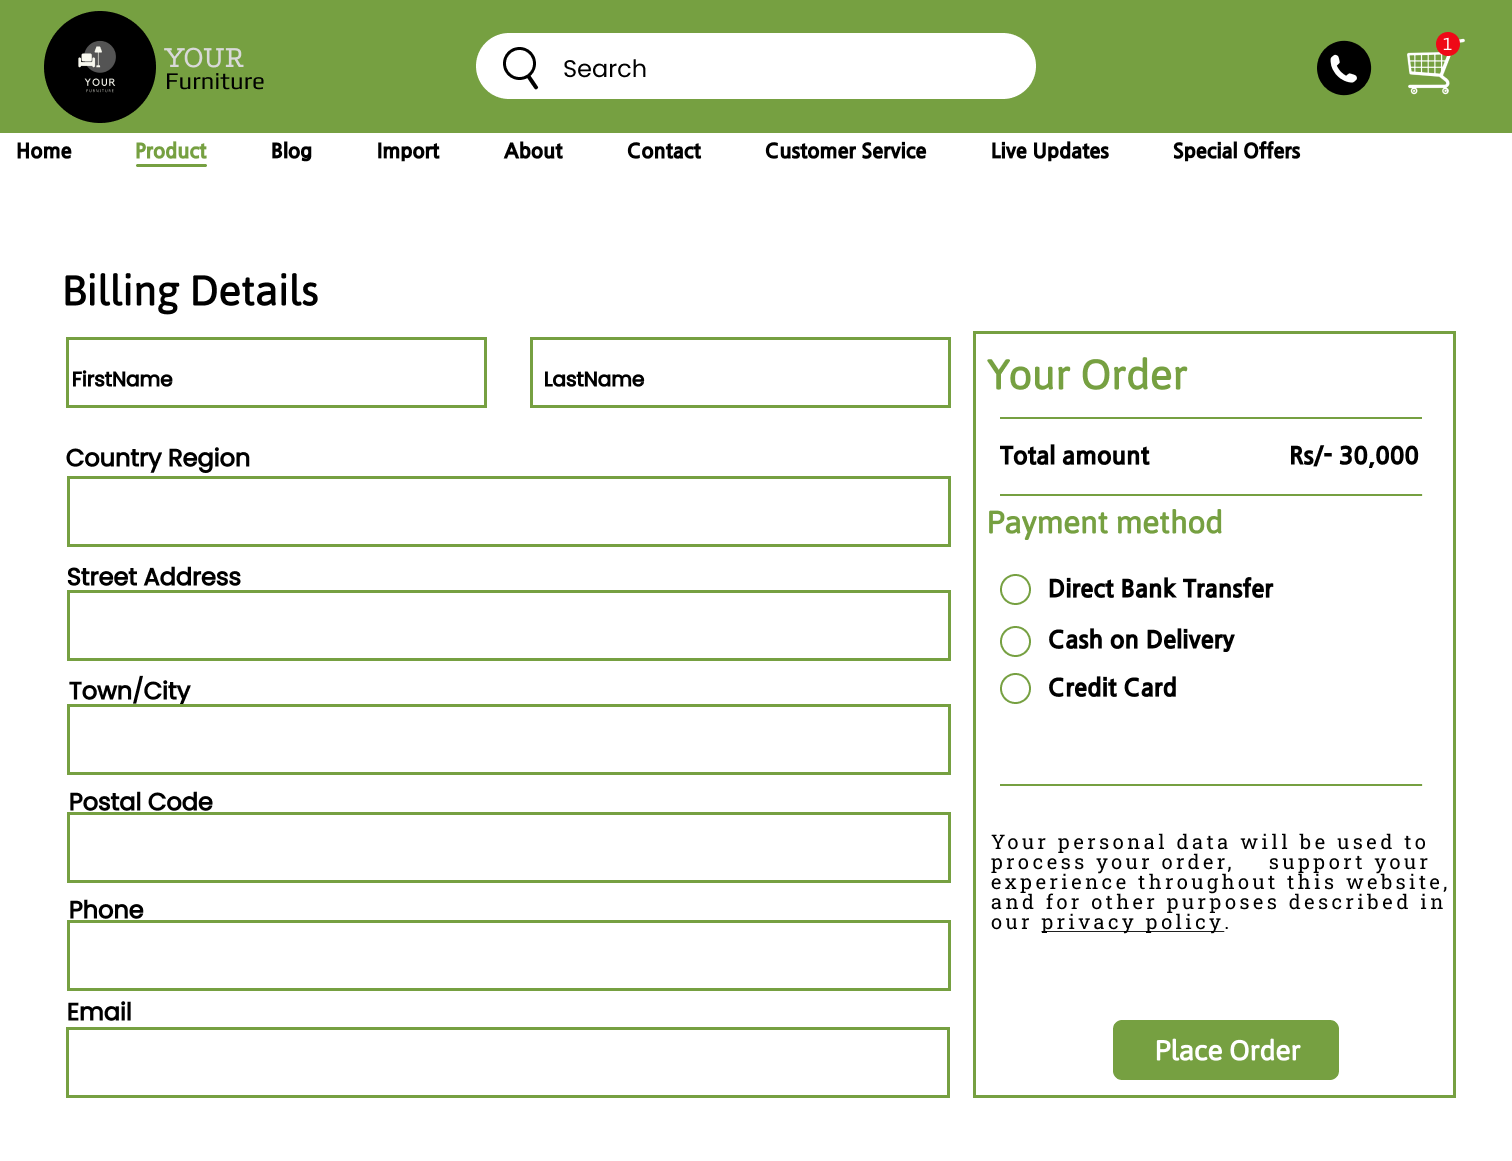 YOUR
FURNITURE
YOUR
Furniture
Search
1
Home Product Blog Import About Contact Customer Service Live Updates Special Offers
Billing Details
FirstName LastName
Country Region
Street Address
Town/City
Postal Code
Phone
Email
Your Order
Total amount Rs/- 30,000
Payment method
Direct Bank Transfer
Cash on Delivery
Credit Card
Your personal data will be used to
process your order, support your
experience throughout this website,
and for other purposes described in
our privacy policy.
Place Order